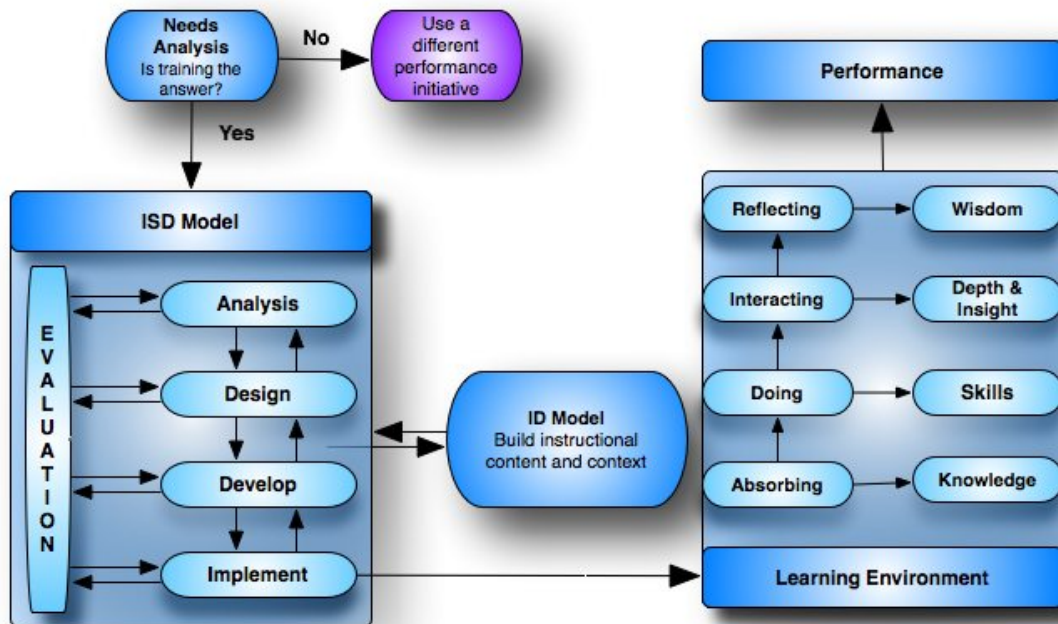 Needs
Analysis
Is training the
answer?
No
Use a
different
performance
initiative
Yes
ISD Model
EVALUATION
Analysis
Design
Develop
Implement
ID Model
Build instructional
content and context
Performance
Reflecting
Wisdom
Interacting
Depth &
Insight
Doing
Skills
Absorbing
Knowledge
Learning Environment